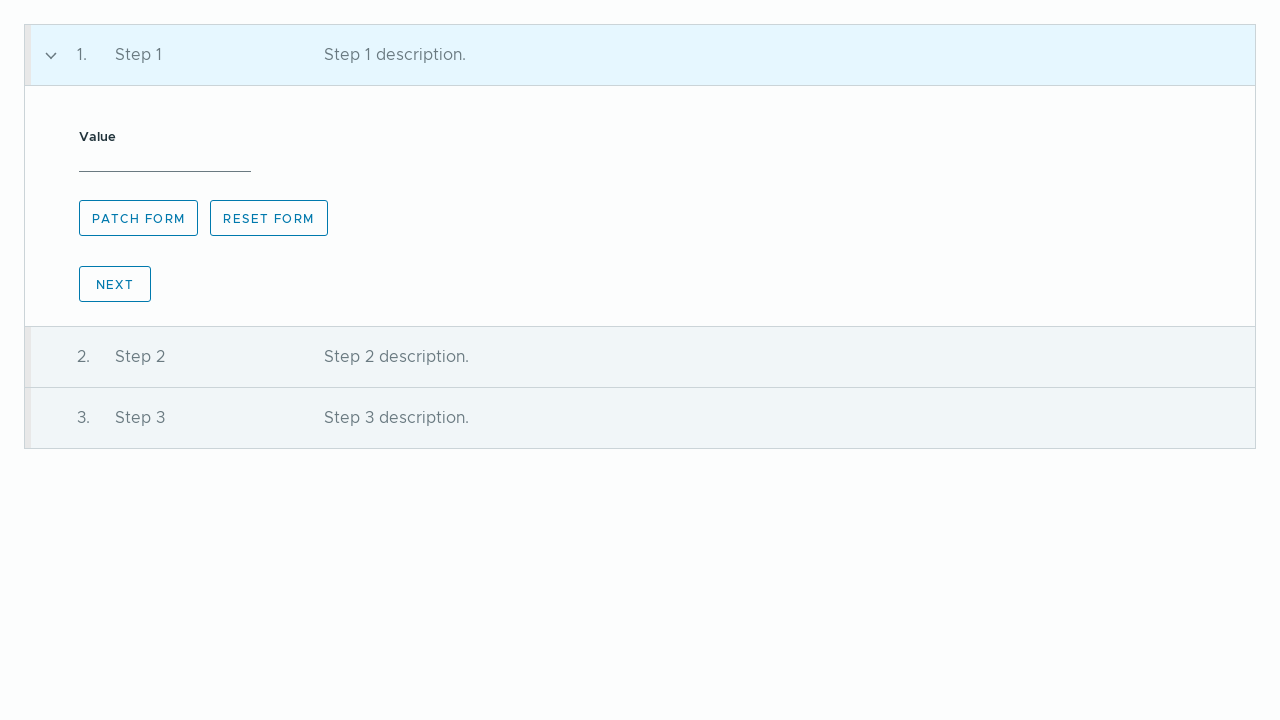 1. Step 1 Step 1 description.
Value
PATCH FORM RESET FORM
NEXT
2. Step 2 Step 2 description.
3. Step 3 Step 3 description.